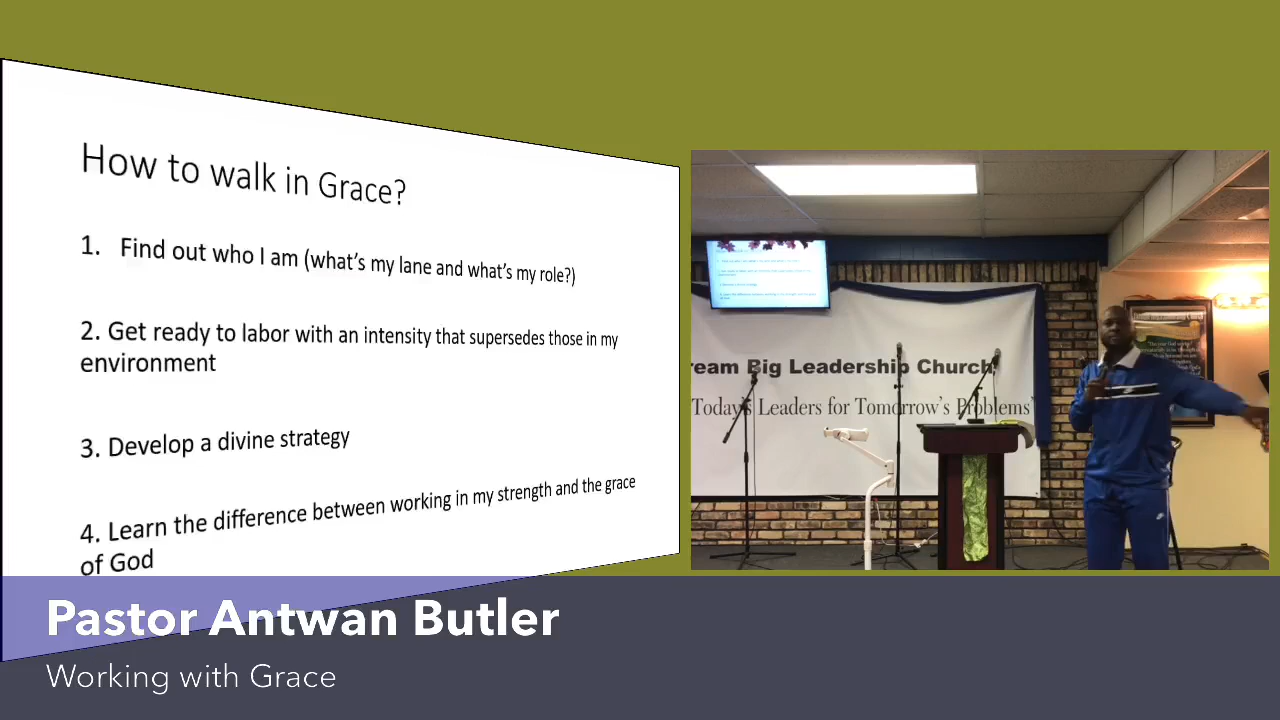 How to walk in Grace?
1. Find out who I am (what's my lane and what's my role?)
2. Get ready to labor with an intensity that supersedes those in my
environment
3. Develop a divine strategy
4. Learn the difference between working in my strength and the grace
of God
ream Big Leadership Church
Today's Leaders for Tomorrow's Problems"
Pastor Antwan Butler
Working with Grace